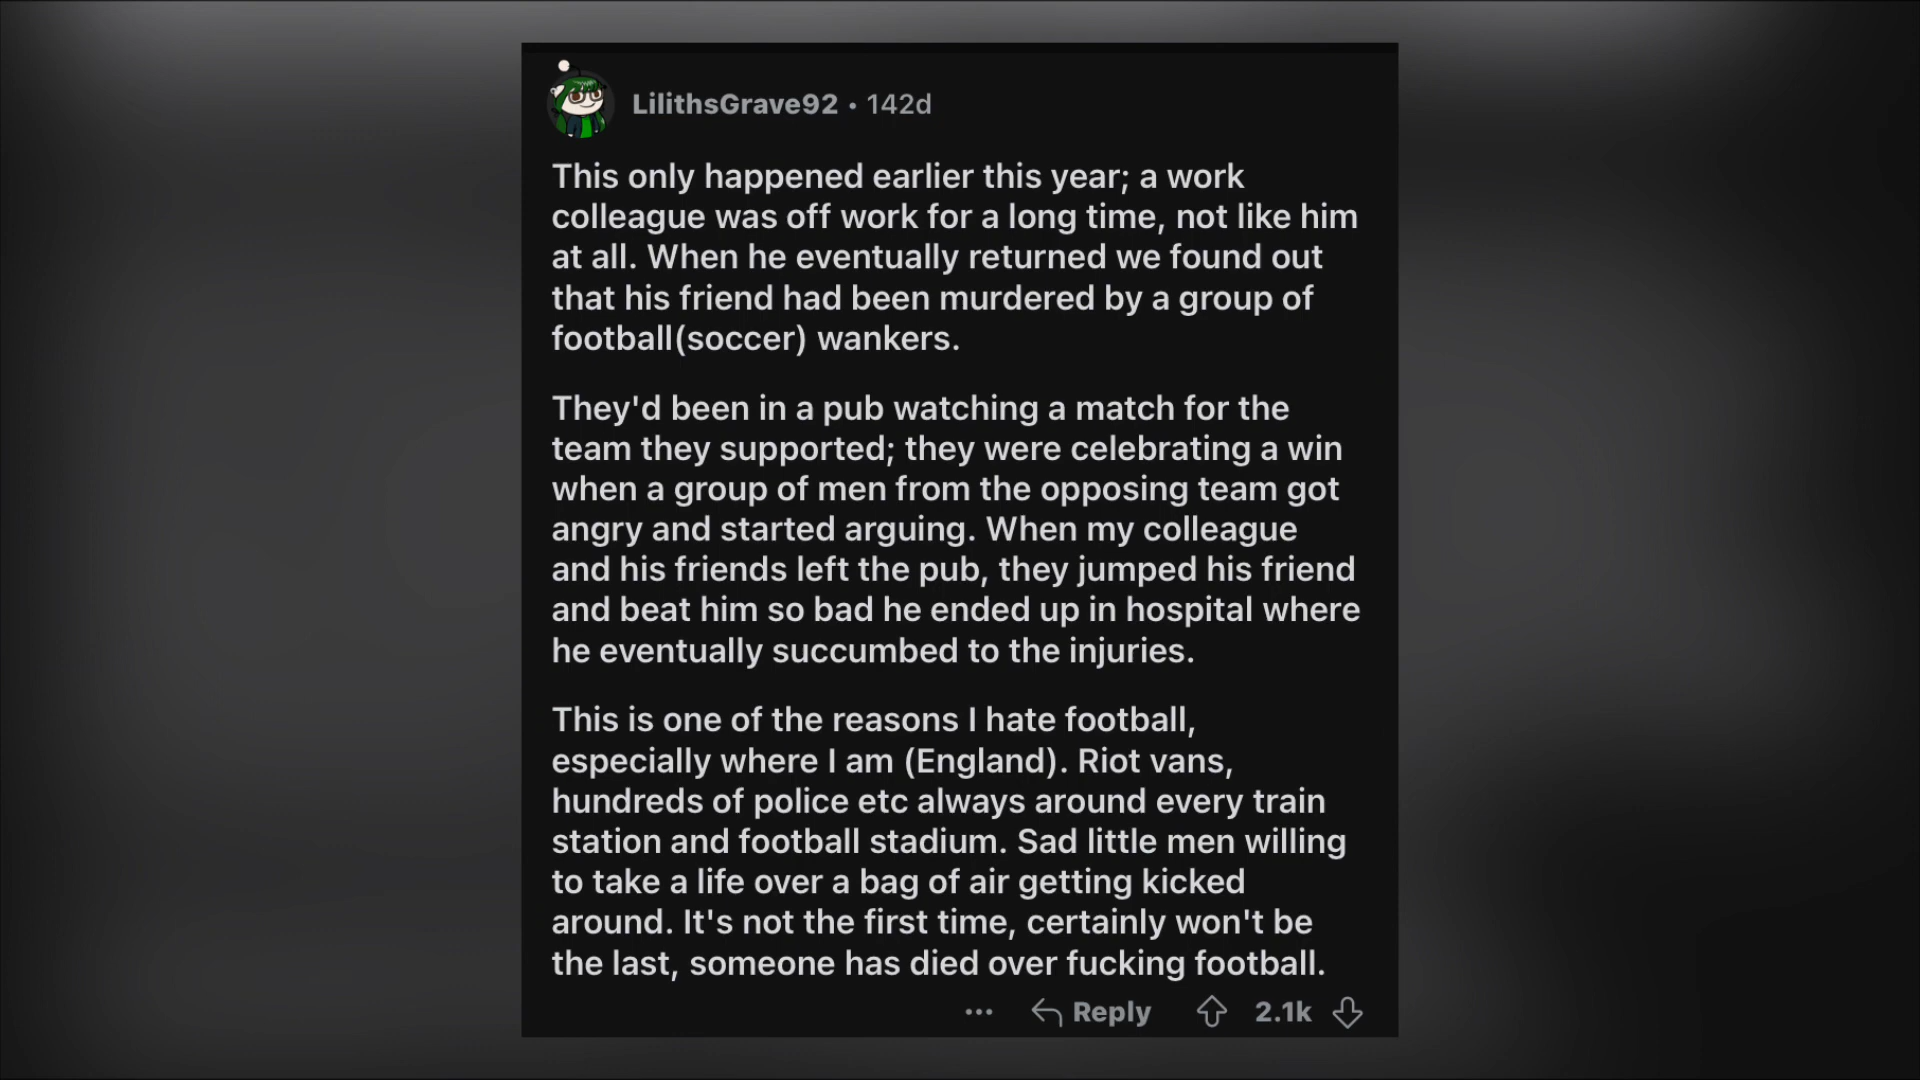 LilithsGrave92 • 142d
This only happened earlier this year; a work
colleague was off work for a long time, not like him
at all. When he eventually returned we found out
that his friend had been murdered by a group of
football(soccer) wankers.
They'd been in a pub watching a match for the
team they supported; they were celebrating a win
when a group of men from the opposing team got
angry and started arguing. When my colleague
and his friends left the pub, they jumped his friend
and beat him so bad he ended up in hospital where
he eventually succumbed to the injuries.
This is one of the reasons I hate football,
especially where I am (England). Riot vans,
hundreds of police etc always around every train
station and football stadium. Sad little men willing
to take a life over a bag of air getting kicked
around. It's not the first time, certainly won't be
the last, someone has died over fucking football.
... Reply 2.1k